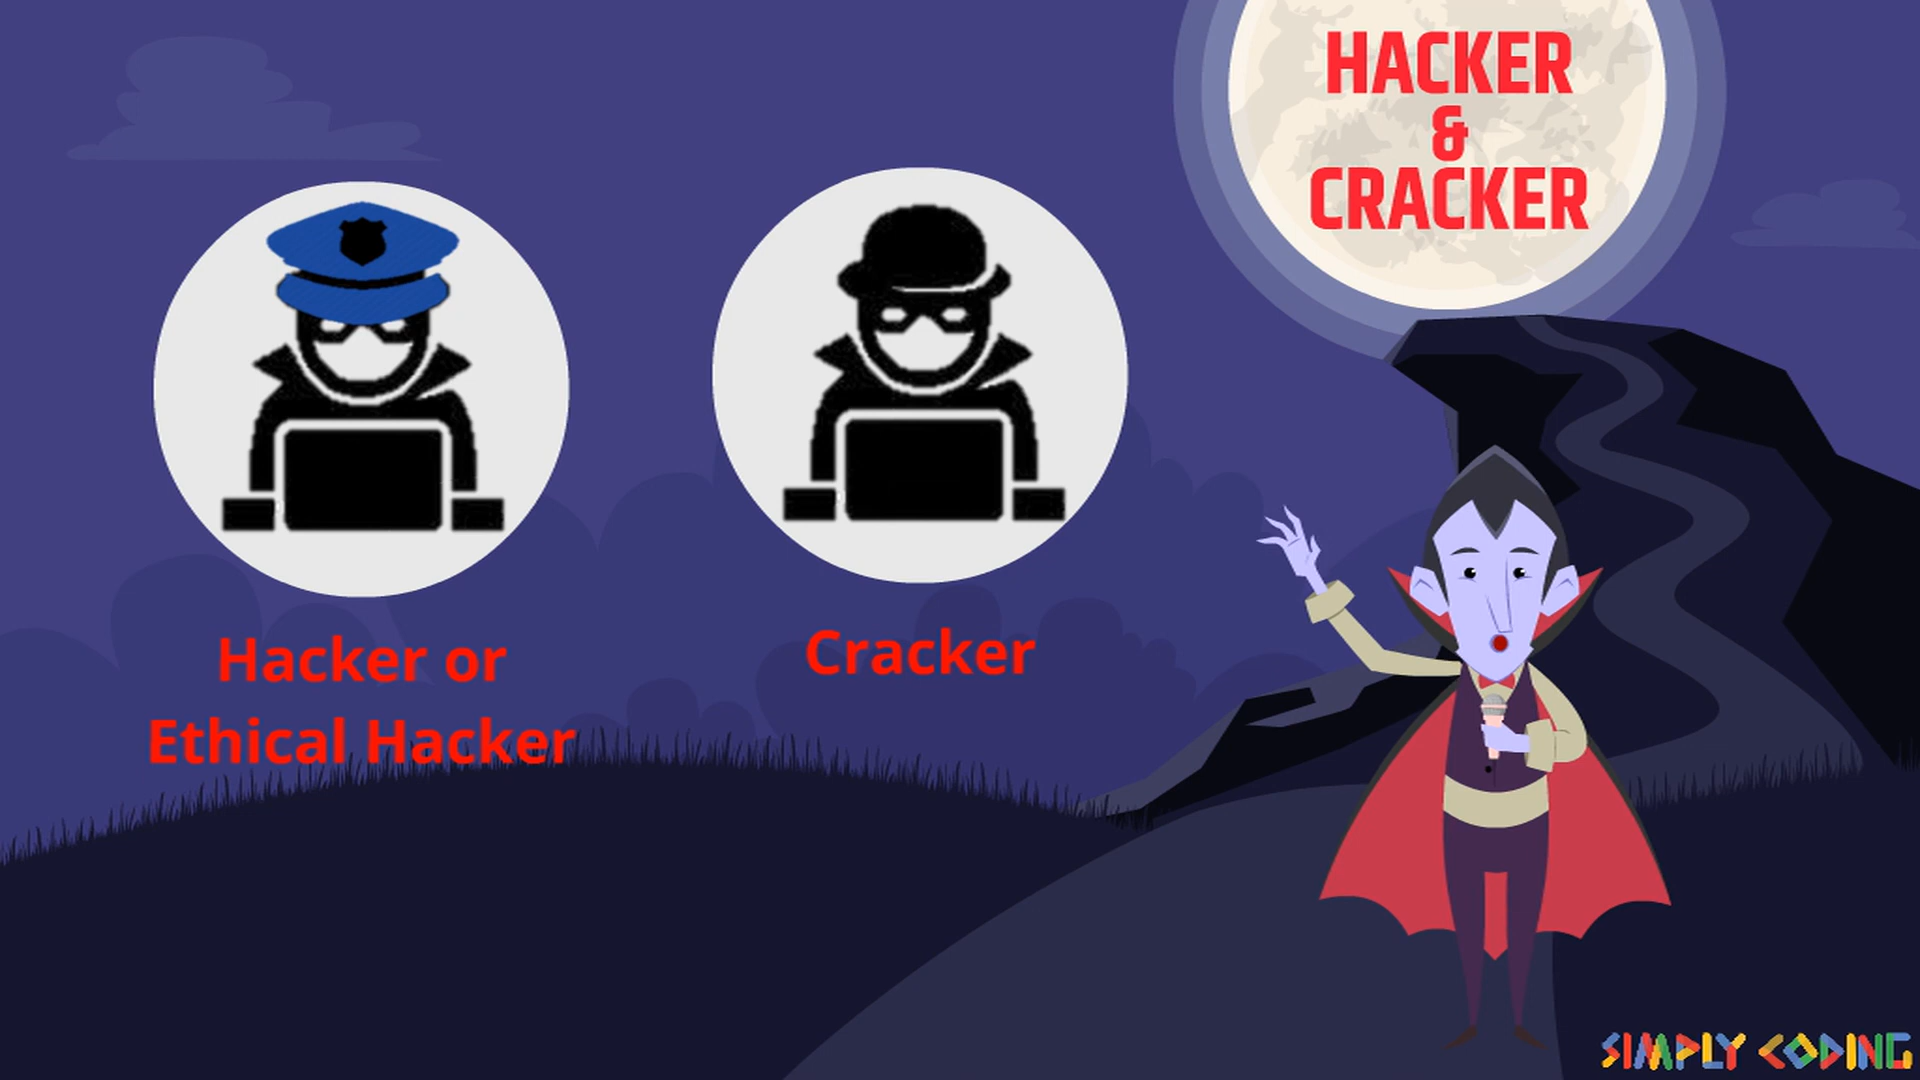 HACKER
&
CRACKER
Hacker or
Ethical Hacker
Cracker
SIMPLY CODING